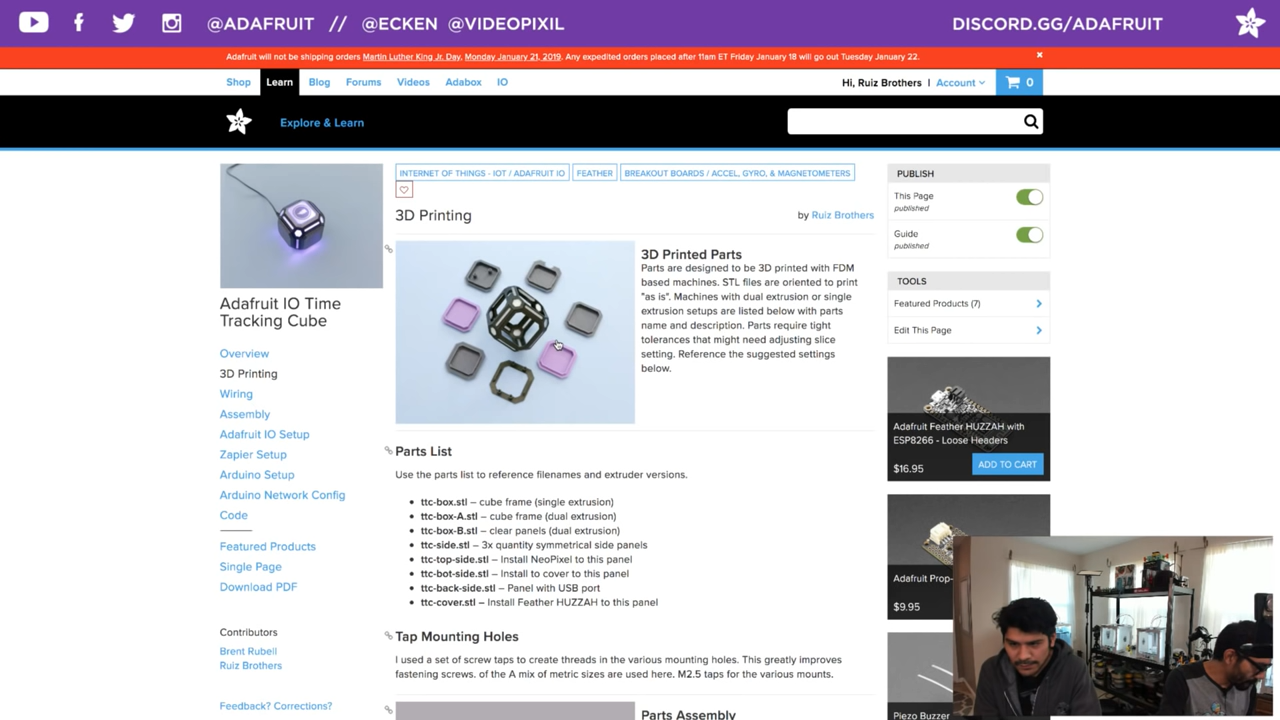 @ADAFRUIT // @ECKEN @VIDEOPIXIL
DISCORD.GG/ADAFRUIT
Adafruit will not be shipping orders Martin Luther King Jr. Day, Monday January 21, 2019. Any expedited orders placed after 11am ET Friday January 18 will go out Tuesday January 22.
Shop Learn Blog Forums Videos Adabox IO
Hi, Ruiz Brothers | Account 0
Explore & Learn
Adafruit IO Time
Tracking Cube
Overview
3D Printing
Wiring
Assembly
Adafruit IO Setup
Zapier Setup
Arduino Setup
Arduino Network Config
Code
Featured Products
Single Page
Download PDF
Contributors
Brent Rubell
Ruiz Brothers
Feedback? Corrections?
INTERNET OF THINGS - IOT / ADAFRUIT IO
FEATHER
BREAKOUT BOARDS / ACCEL, GYRO, & MAGNETOMETERS
3D Printing
by Ruiz Brothers
3D Printed Parts
Parts are designed to be 3D printed with FDM
based machines. STL files are oriented to print
"as is". Machines with dual extrusion or single
extrusion setups are listed below with parts
name and description. Parts require tight
tolerances that might need adjusting slice
setting. Reference the suggested settings
below.
Parts List
Use the parts list to reference filenames and extruder versions.
ttc-box.stl – cube frame (single extrusion)
ttc-box-A.stl – cube frame (dual extrusion)
ttc-box-B.stl – clear panels (dual extrusion)
ttc-side.stl – 3x quantity symmetrical side panels
ttc-top-side.stl – Install NeoPixel to this panel
ttc-bot-side.stl – Install to cover to this panel
ttc-back-side.stl – Panel with USB port
ttc-cover.stl – Install Feather HUZZAH to this panel
Tap Mounting Holes
I used a set of screw taps to create threads in the various mounting holes. This greatly improves
fastening screws. of the A mix of metric sizes are used here. M2.5 taps for the various mounts.
Parts Assembly
PUBLISH
This Page
published
Guide
published
TOOLS
Featured Products (7)
Edit This Page
Adafruit Feather HUZZAH with
ESP8266 - Loose Headers
$16.95
ADD TO CART
Adafruit Prop-
$9.95
Piezo Buzzer